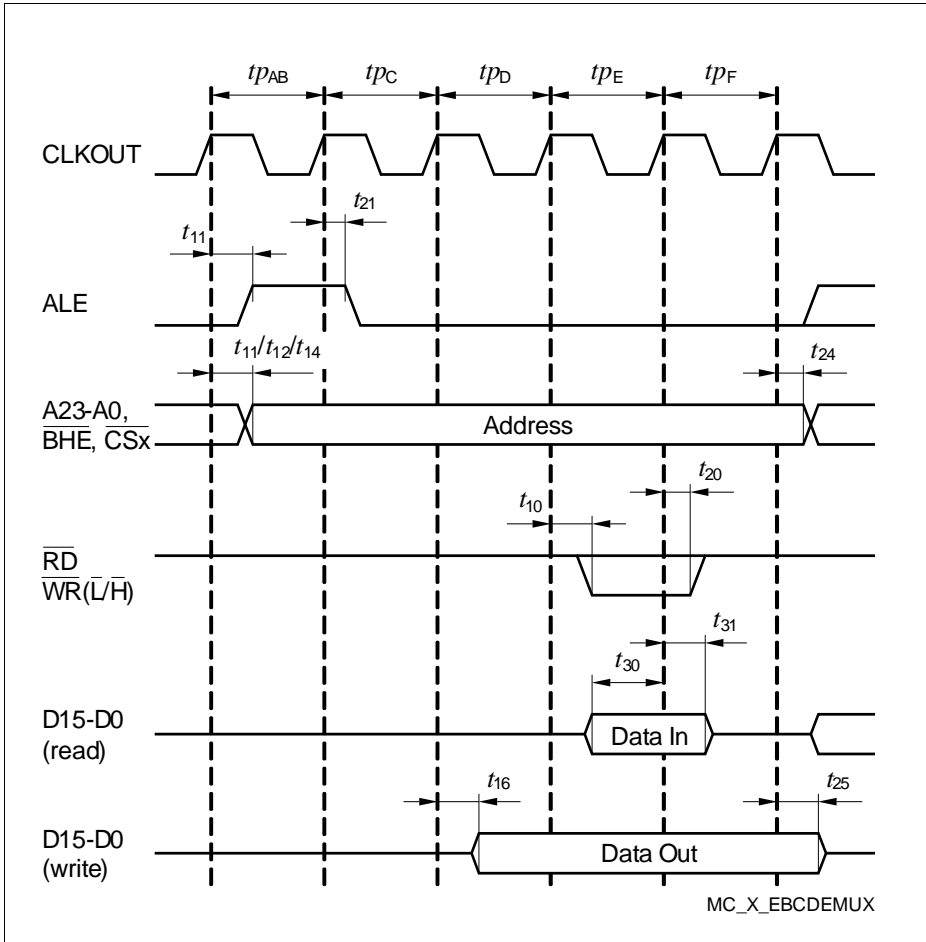 tpAB tpC tpD tpE tpF
CLKOUT
t21
t11
ALE
t11/t12/t14 t24
A23-A0,
BHE, CSx
Address
t20
t10
RD
WR(L/H)
t31
t30
D15-D0
(read)
Data In
t16 t25
D15-D0
(write)
Data Out
MC_X_EBCDEMUX